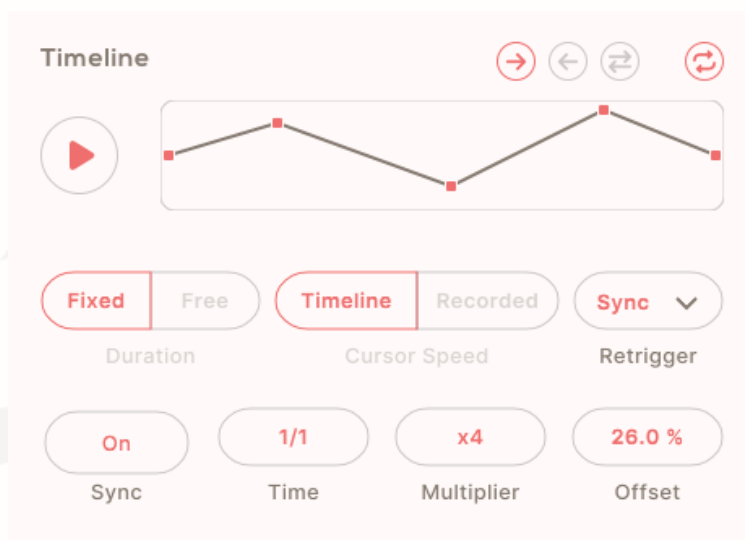 Timeline
Fixed Free Timeline Recorded Sync
Duration Cursor Speed Retrigger
On 1/1 x4 26.0 %
Sync Time Multiplier Offset